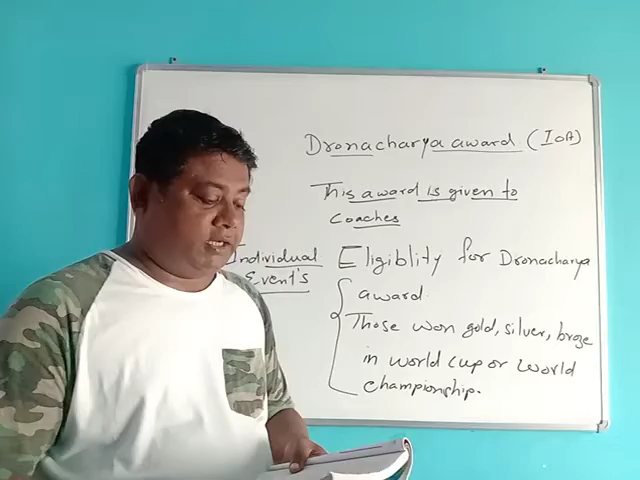 Dronacharya award (IOA)
This award is given to
coaches
Individual
Event's
Eligiblity for Dronacharya
award
Those won gold, silver, broze
in world cup or world
championship.